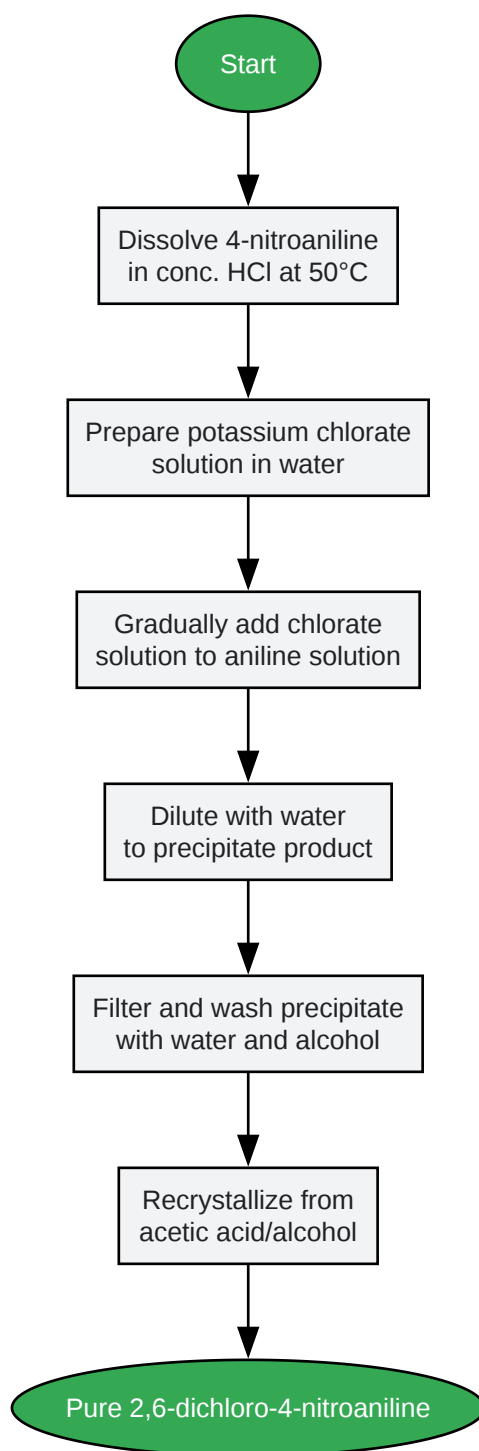 Start
Dissolve 4-nitroaniline
in conc. HCl at 50°C
Prepare potassium chlorate
solution in water
Gradually add chlorate
solution to aniline solution
Dilute with water
to precipitate product
Filter and wash precipitate
with water and alcohol
Recrystallize from
acetic acid/alcohol
Pure 2,6-dichloro-4-nitroaniline